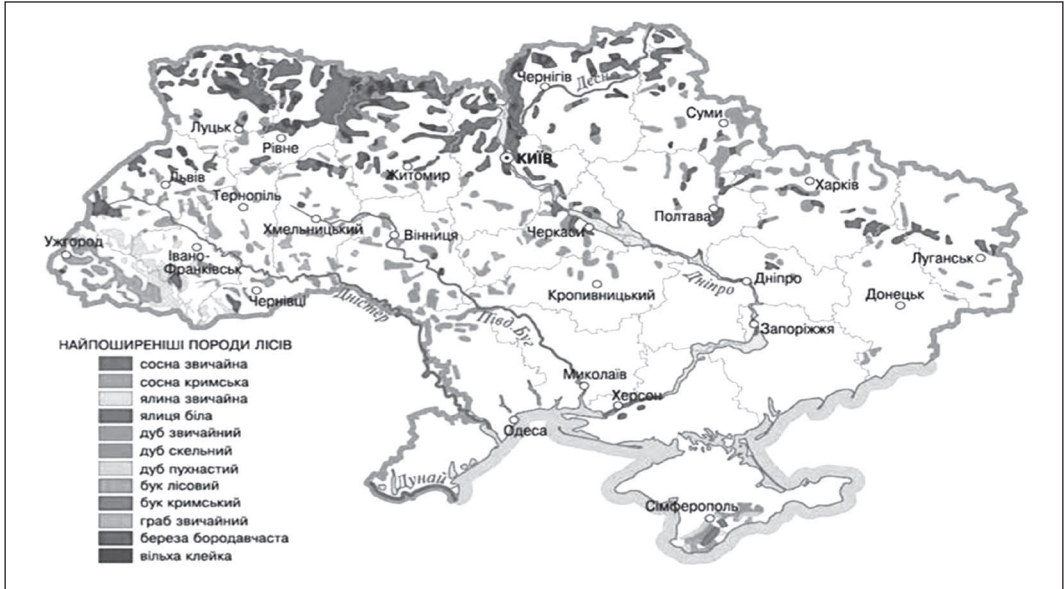 Чернігів
Десна
Суми
Луцьк
Рівне
КИЇВ
Житомир
Львів
Харків
Тернопіль
Полтава
Хмельницький
Вінниця
Черкаси
Ужгород
Івано-
Франківськ
Луганськ
Дніпро
Дніпро
Донецьк
Кропивницький
Чернівці
Дністер
Півд. Буг
Запоріжжя
НАЙПОШИРЕНІШІ ПОРОДИ ЛІСІВ
сосна звичайна
сосна кримська
ялина звичайна
ялиця біла
дуб звичайний
дуб скельний
дуб пухнастий
бук лісовий
бук кримський
граб звичайний
береза бородавчаста
вільха клейка
Миколаїв
Херсон
Одеса
Дунай
Сімферополь